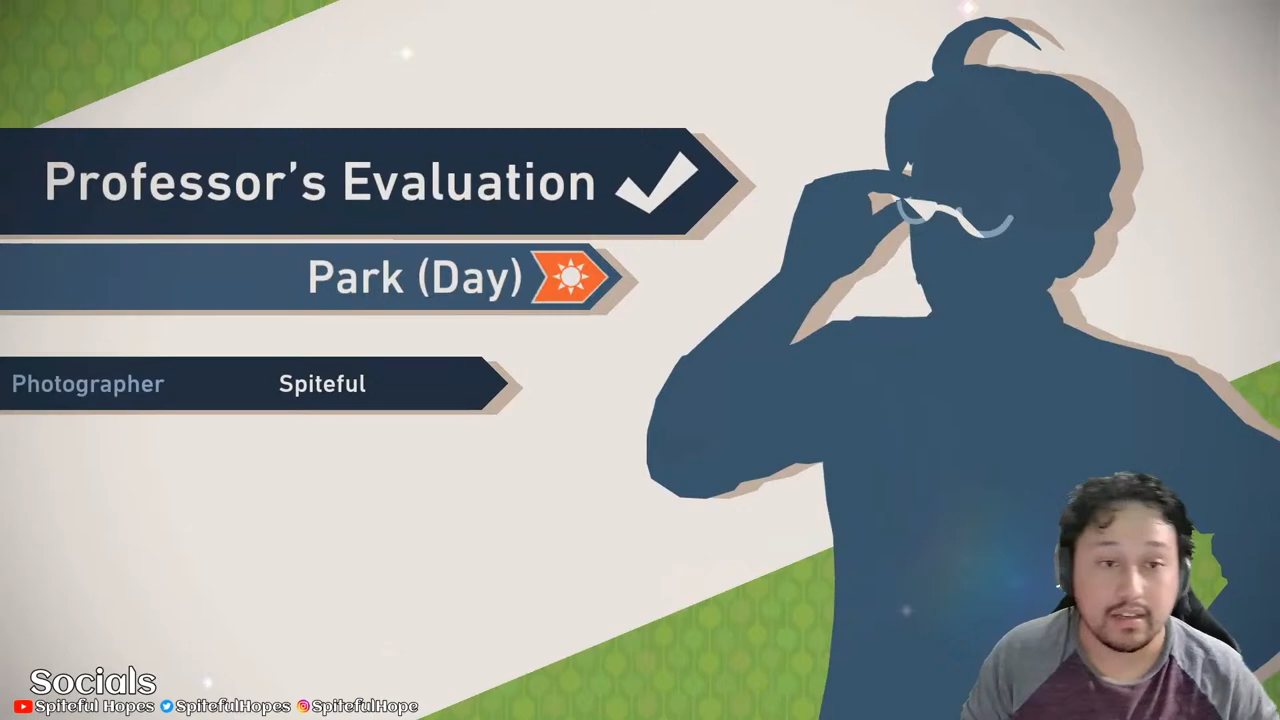 Professor's Evaluation
Park (Day)
Photographer Spiteful
Socials
Spiteful Hopes SpitefulHopes SpitefulHope